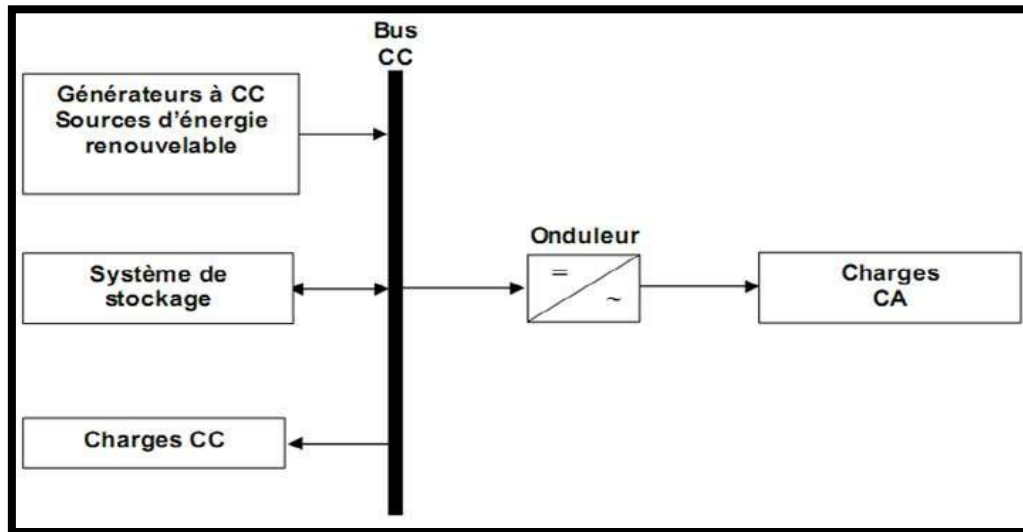 Bus
CC
Générateurs à CC
Sources d'énergie
renouvelable
Système de
stockage
Charges CC
Onduleur
=
~
Charges
CA